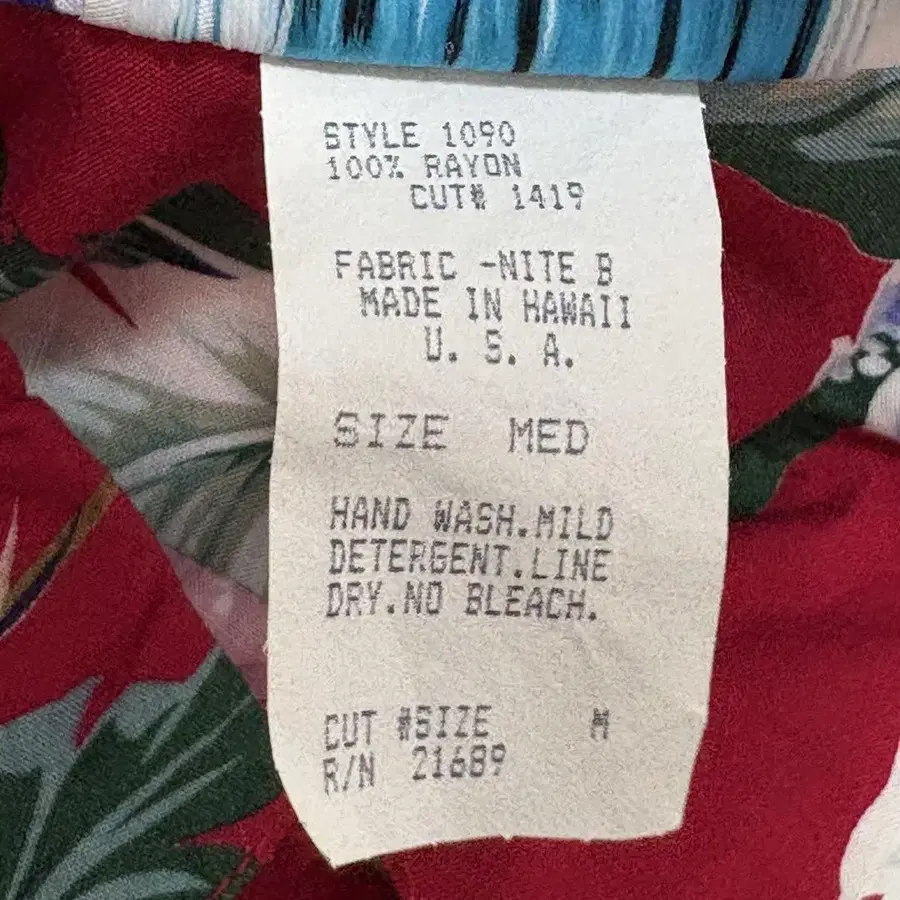 STYLE 1090
100% RAYON
CUT# 1419
FABRIC -NITE B
MADE IN HAWAII
U. S. A.
SIZE MED
HAND WASH.MILD
DETERGENT.LINE
DRY.NO BLEACH.
CUT #SIZE M
R/N 21689